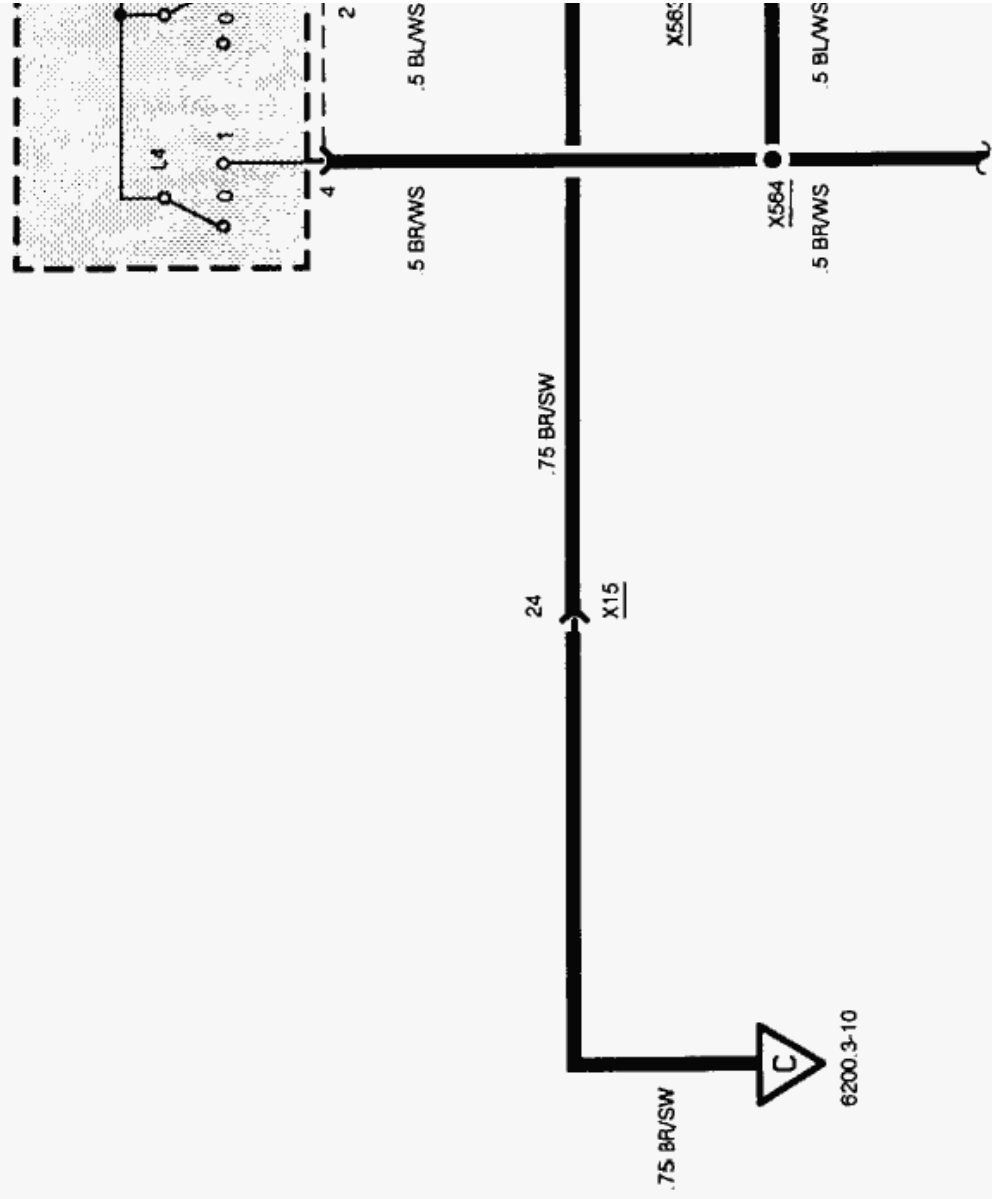 0
2
.5 BL/WS
X563
.5 BL/WS
L4
1
0
4
.5 BR/WS
X564
.5 BR/WS
.75 BR/SW
24
X15
.75 BR/SW
C
6200.3-10